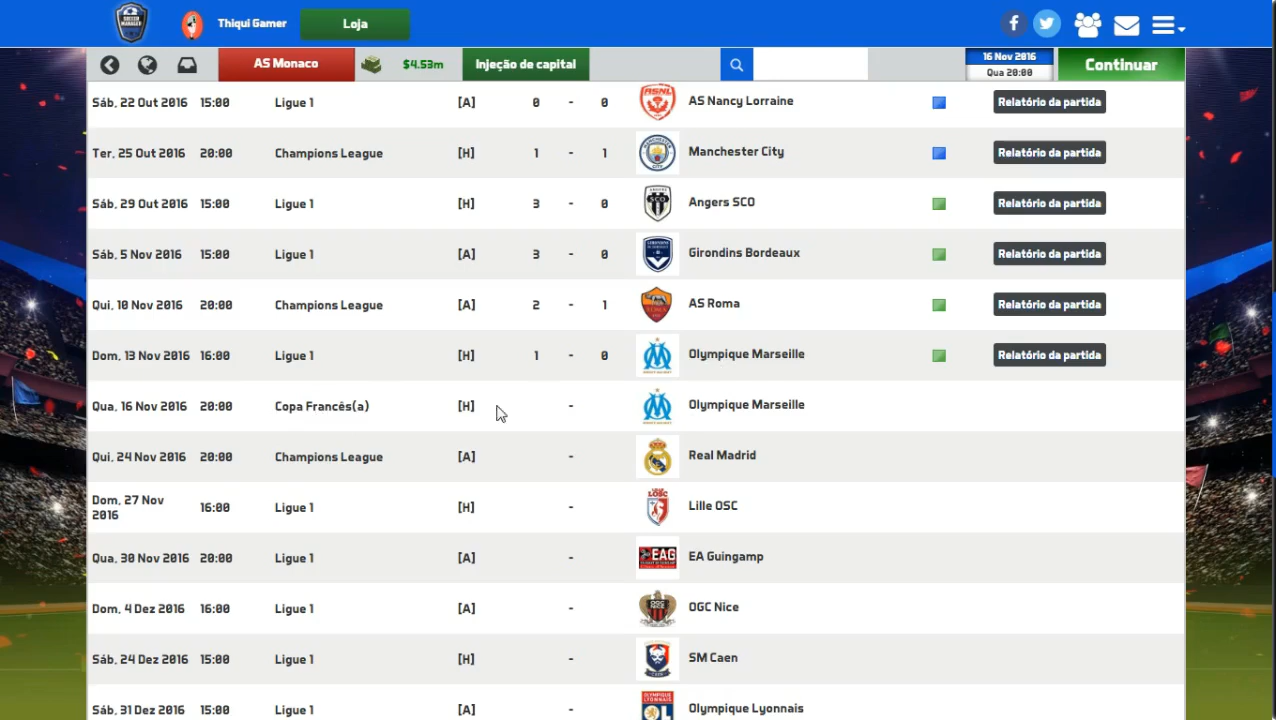 SOCCER MANAGER
Thiqui Gamer
Loja
AS Monaco
$4.53m
Injeção de capital
16 Nov 2016
Qua 20:00
Continuar
Sáb, 22 Out 2016 15:00 Ligue 1 [A] 0 - 0 AS Nancy Lorraine Relatório da partida
Ter, 25 Out 2016 20:00 Champions League [H] 1 - 1 Manchester City Relatório da partida
Sáb, 29 Out 2016 15:00 Ligue 1 [H] 3 - 0 Angers SCO Relatório da partida
Sáb, 5 Nov 2016 15:00 Ligue 1 [A] 3 - 0 Girondins Bordeaux Relatório da partida
Qui, 10 Nov 2016 20:00 Champions League [A] 2 - 1 AS Roma Relatório da partida
Dom, 13 Nov 2016 16:00 Ligue 1 [H] 1 - 0 Olympique Marseille Relatório da partida
Qua, 16 Nov 2016 20:00 Copa Francês(a) [H] - Olympique Marseille
Qui, 24 Nov 2016 20:00 Champions League [A] - Real Madrid
Dom, 27 Nov
2016 16:00 Ligue 1 [H] - Lille OSC
Qua, 30 Nov 2016 20:00 Ligue 1 [A] - EA Guingamp
Dom, 4 Dez 2016 16:00 Ligue 1 [A] - OGC Nice
Sáb, 24 Dez 2016 15:00 Ligue 1 [H] - SM Caen
Sáb, 31 Dez 2016 15:00 Ligue 1 [A] - Olympique Lyonnais